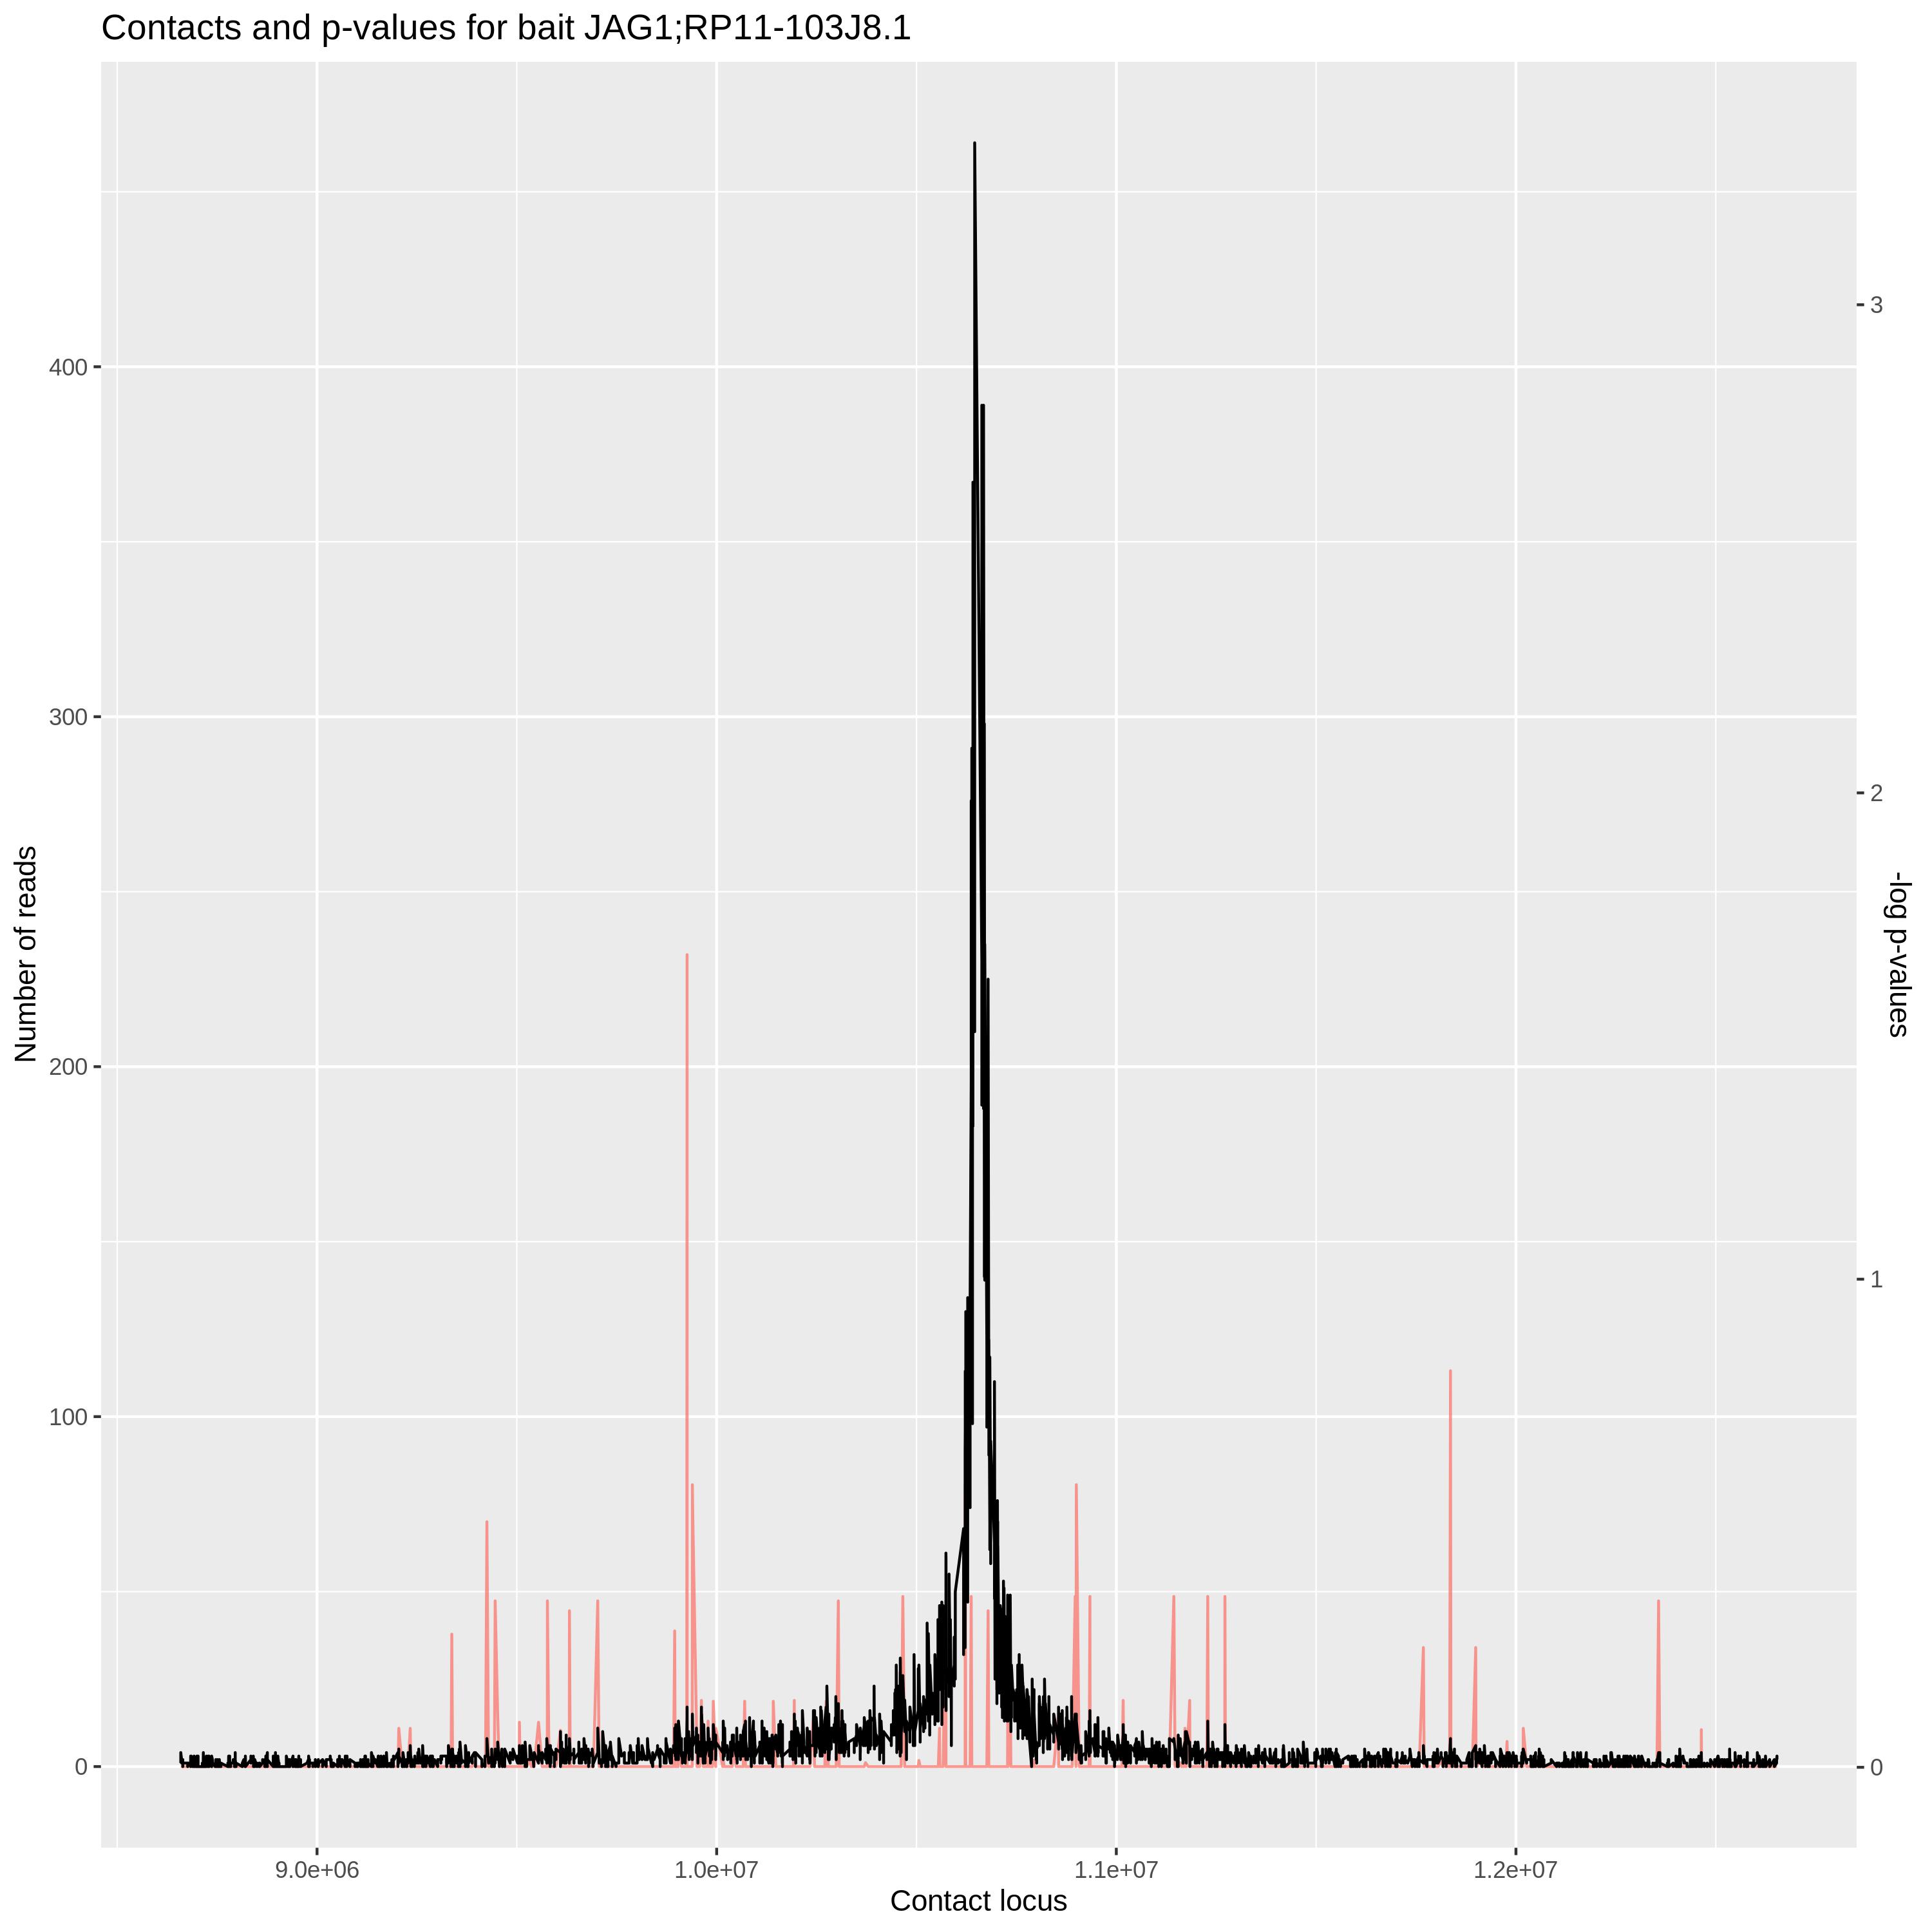 Contacts and p-values for bait JAG1;RP11-103J8.1
Number of reads
400
300
200
100
0
3
2
1
0
-log p-values
9.0e+06
1.0e+07
1.1e+07
1.2e+07
Contact locus